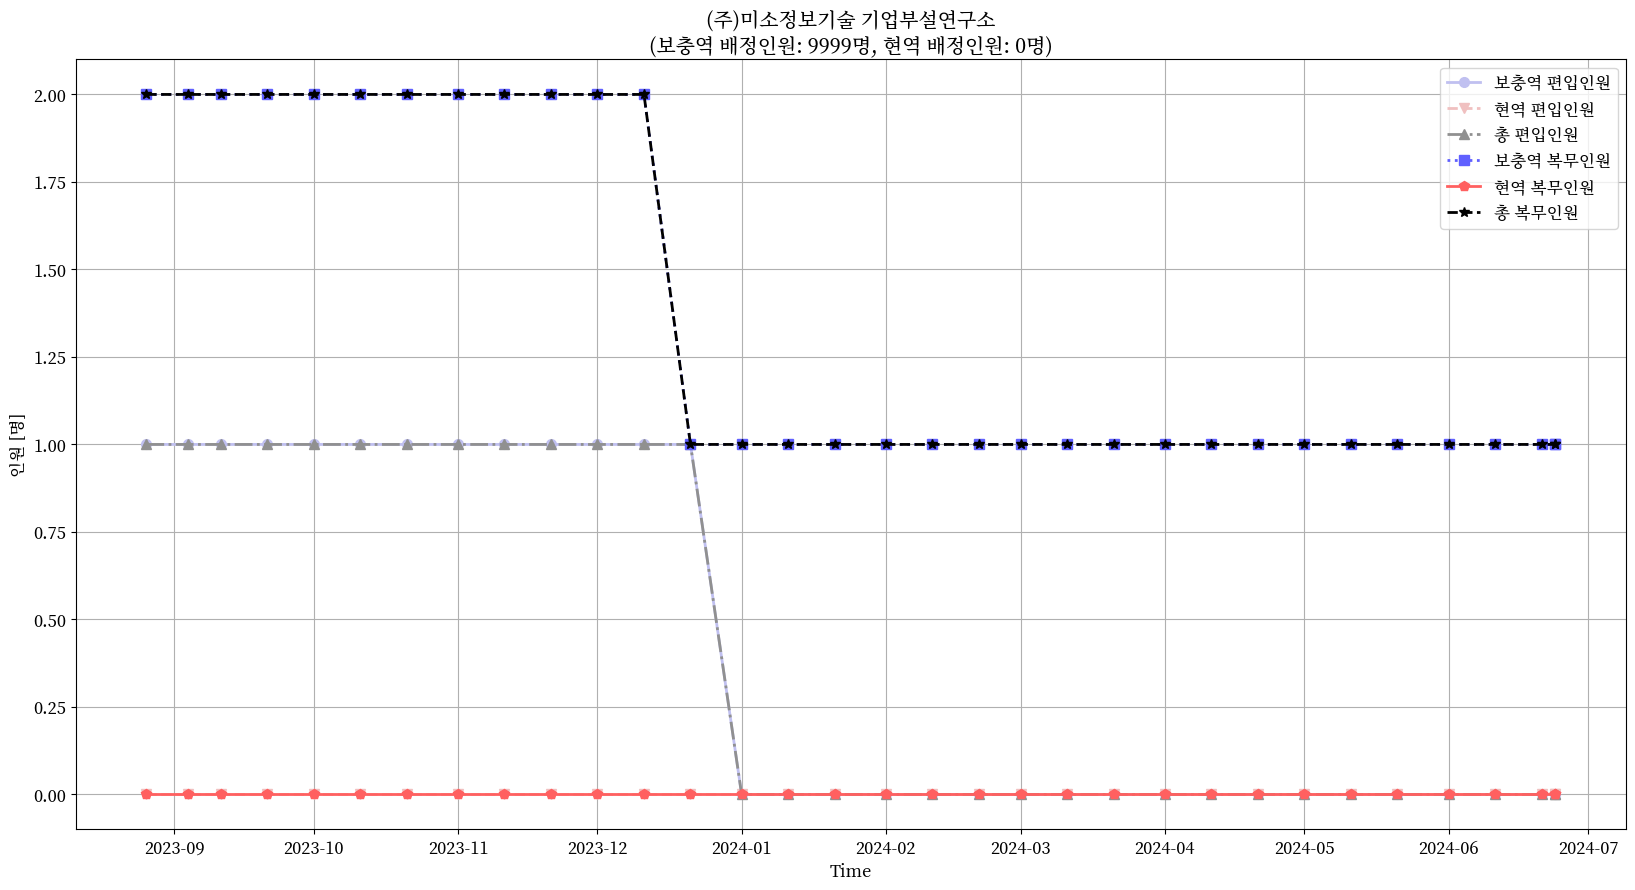 (주)미소정보기술 기업부설연구소
(보충역 배정인원: 9999명, 현역 배정인원: 0명)
보충역 편입인원
현역 편입인원
총 편입인원
보충역 복무인원
현역 복무인원
총 복무인원
인원 [명]
2.00
1.75
1.50
1.25
1.00
0.75
0.50
0.25
0.00
2023-09 2023-10 2023-11 2023-12 2024-01 2024-02 2024-03 2024-04 2024-05 2024-06 2024-07
Time